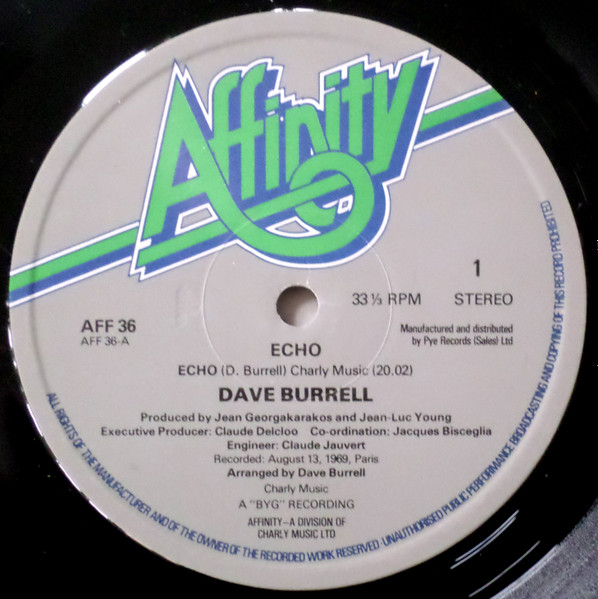 Affinity
1
33⅓ RPM
STEREO
AFF 36
AFF 36-A
Manufactured and distributed
by Pye Records (Sales) Ltd
ECHO
ECHO (D. Burrell) Charly Music (20.02)
DAVE BURRELL
Produced by Jean Georgakarakos and Jean-Luc Young
Executive Producer: Claude Delcloo Co-ordination: Jacques Bisceglia
Engineer: Claude Jauvert
Recorded: August 13, 1969, Paris
Arranged by Dave Burrell
Charly Music
A "BYG" RECORDING
AFFINITY—A DIVISION OF
CHARLY MUSIC LTD
ALL RIGHTS OF THE MANUFACTURER AND OF THE OWNER OF THE RECORDED WORK RESERVED · UNAUTHORISED PUBLIC PERFORMANCE BROADCASTING AND COPYING OF THIS RECORD PROHIBITED